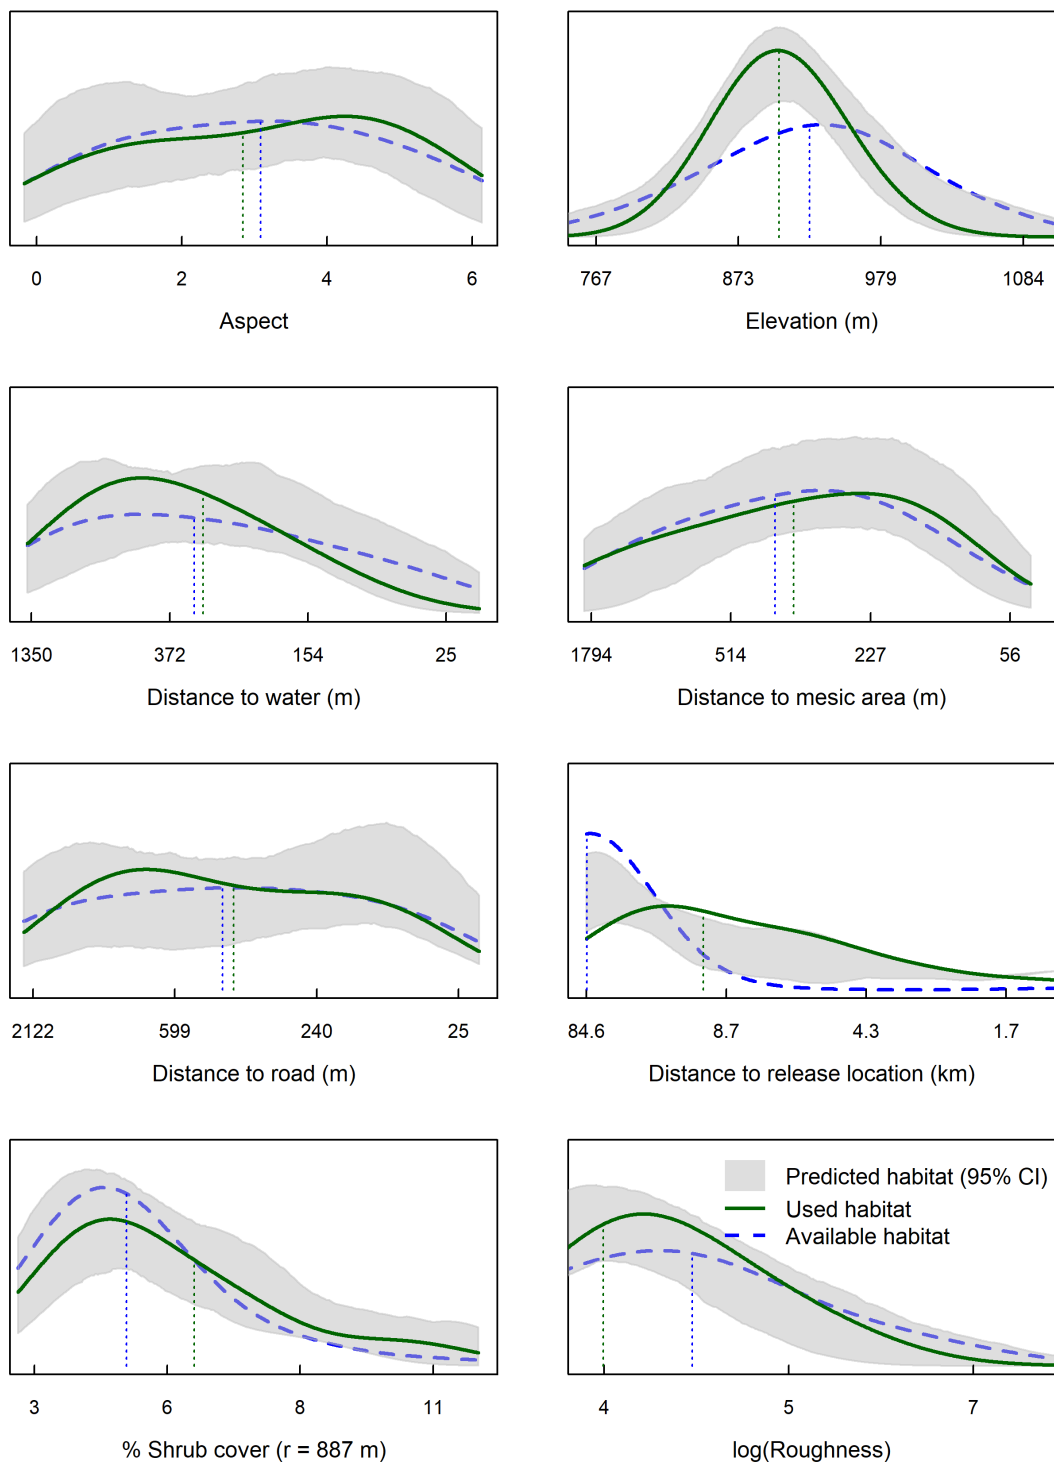 0 2 4 6
Aspect
767 873 979 1084
Elevation (m)
1350 372 154 25
Distance to water (m)
1794 514 227 56
Distance to mesic area (m)
2122 599 240 25
Distance to road (m)
84.6 8.7 4.3 1.7
Distance to release location (km)
3 6 8 11
% Shrub cover (r = 887 m)
Predicted habitat (95% CI)
Used habitat
Available habitat
4 5 7
log(Roughness)